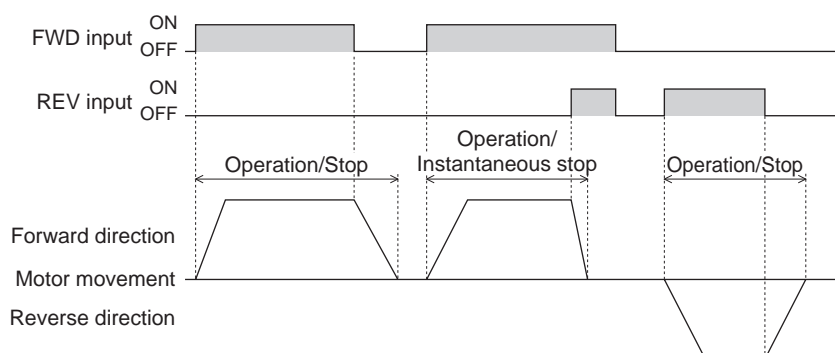 ON
FWD input
OFF
ON
REV input
OFF
Operation/
Operation/Stop
Instantaneous stop
Operation/Stop
Forward direction
Motor movement
Reverse direction